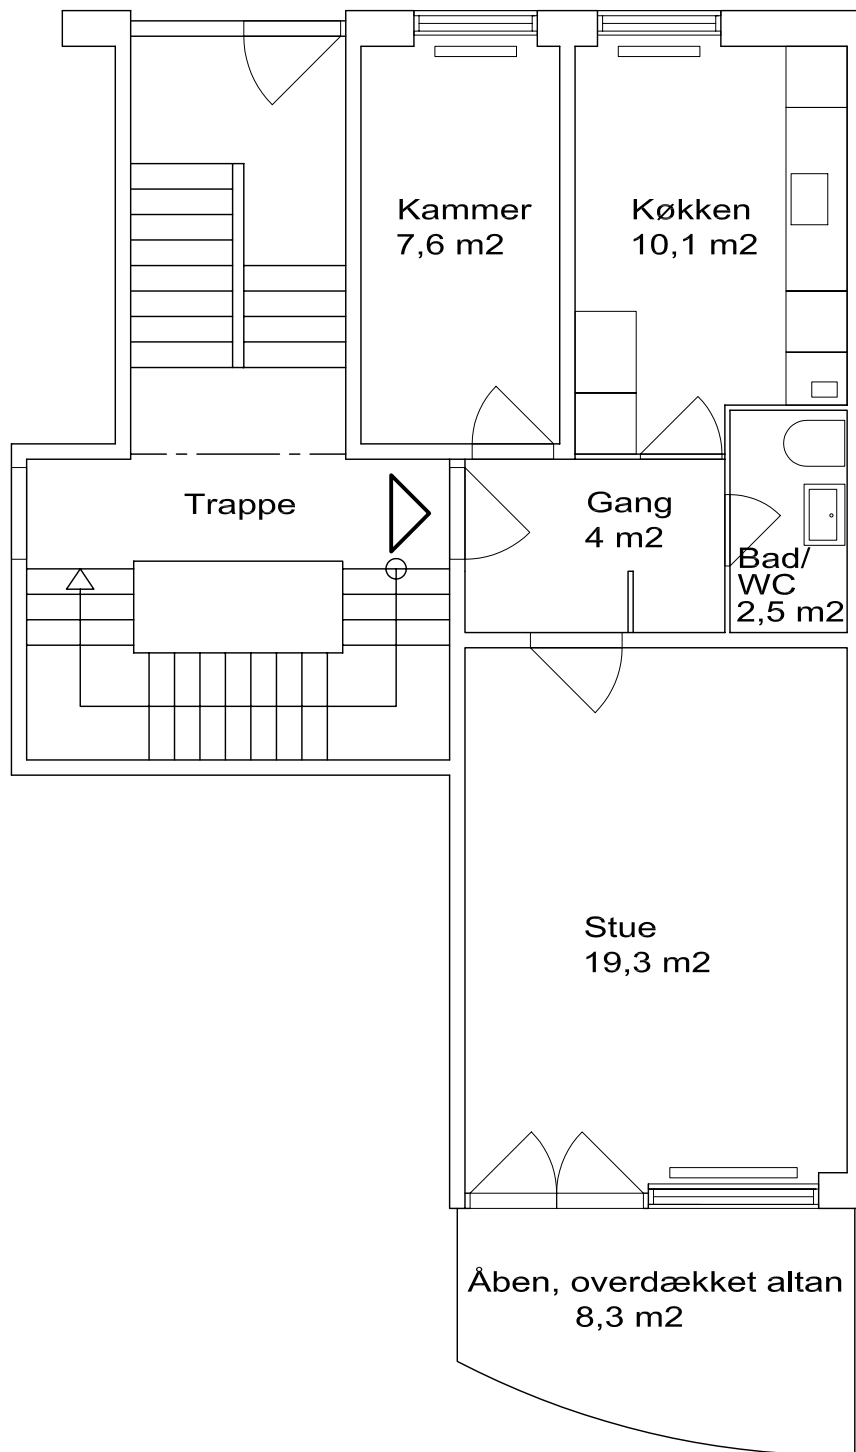 Kammer
7,6 m2
Køkken
10,1 m2
Trappe
Gang
4 m2
Bad/
WC
2,5 m2
Stue
19,3 m2
Åben, overdækket altan
8,3 m2